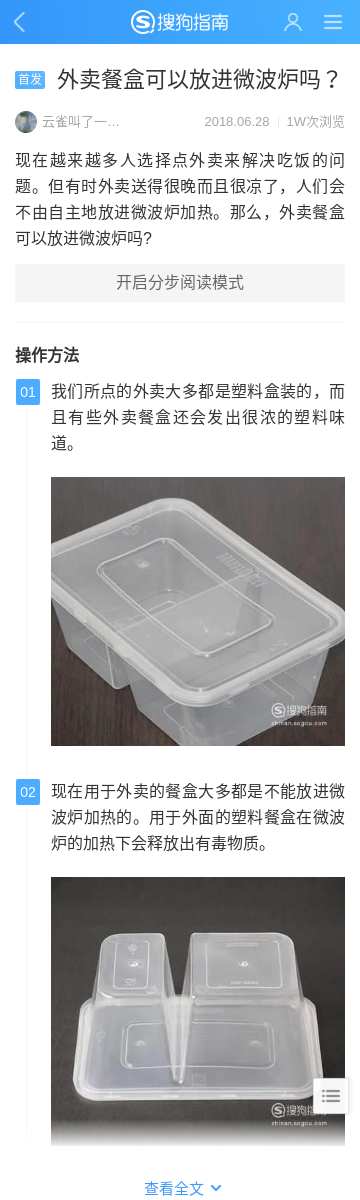 搜狗指南
首发 外卖餐盒可以放进微波炉吗？
云雀叫了一… 2018.06.28 1W次浏览
现在越来越多人选择点外卖来解决吃饭的问
题。但有时外卖送得很晚而且很凉了，人们会
不由自主地放进微波炉加热。那么，外卖餐盒
可以放进微波炉吗?
开启分步阅读模式
操作方法
01 我们所点的外卖大多都是塑料盒装的，而
且有些外卖餐盒还会发出很浓的塑料味
道。
搜狗指南
zhinan.sogou.com
02 现在用于外卖的餐盒大多都是不能放进微
波炉加热的。用于外面的塑料餐盒在微波
炉的加热下会释放出有毒物质。
搜狗指南
zhinan.sogou.com
查看全文